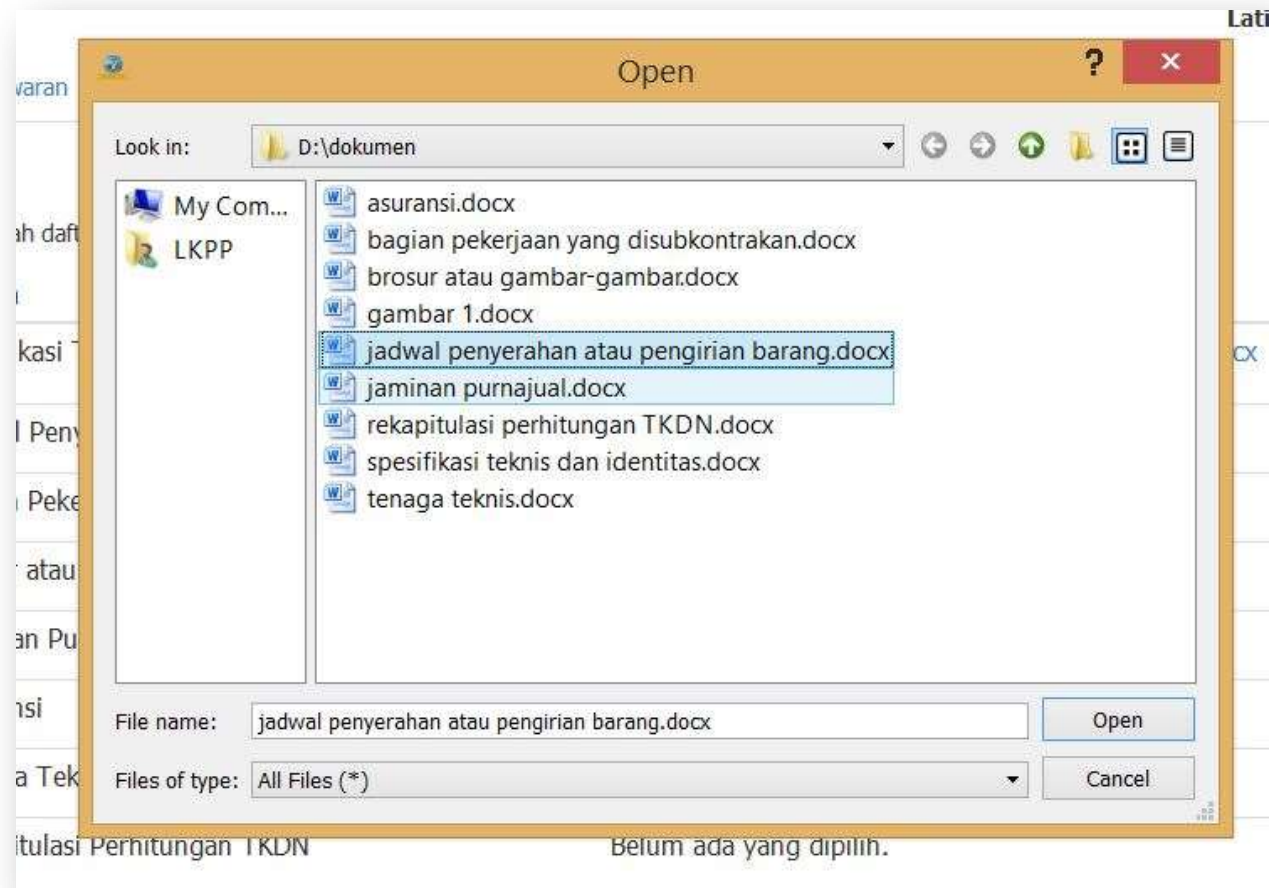 Lati
Open
?
waran
Look in:
D:\dokumen
My Com...
LKPP
asuransi.docx
bagian pekerjaan yang disubkontrakan.docx
brosur atau gambar-gambar.docx
gambar 1.docx
jadwal penyerahan atau pengirian barang.docx
jaminan purnajual.docx
rekapitulasi perhitungan TKDN.docx
spesifikasi teknis dan identitas.docx
tenaga teknis.docx
ah daft
kasi T
cx
l Peny
Peke
atau
an Pu
nsi
a Tek
File name:
jadwal penyerahan atau pengirian barang.docx
Open
Files of type:
All Files (*)
Cancel
itulasi Perhitungan TKDN
Belum ada yang dipilih.